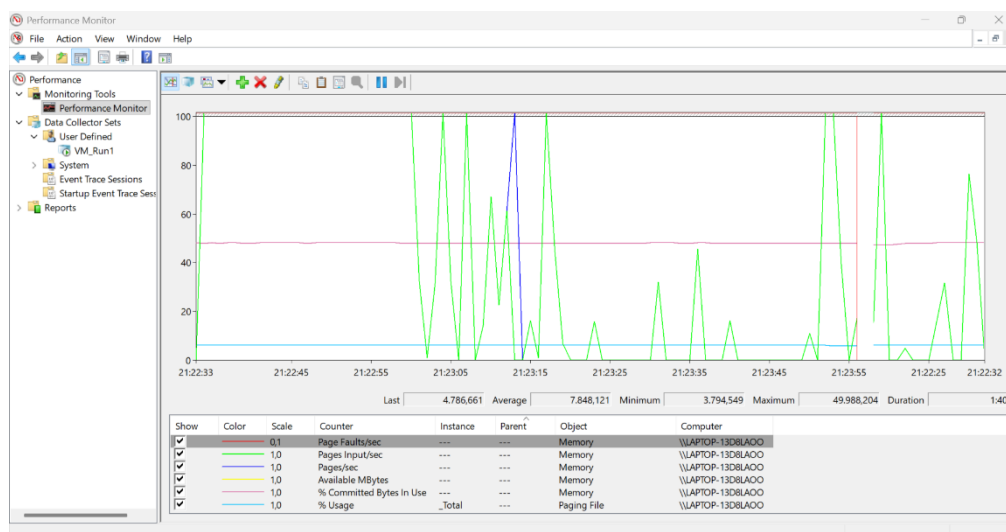 Performance Monitor
File Action View Window Help
Performance
Monitoring Tools
Performance Monitor
Data Collector Sets
User Defined
VM_Run1
System
Event Trace Sessions
Startup Event Trace Sess
Reports
100
80
60
40
20
0
21:22:33 21:22:45 21:22:55 21:23:05 21:23:15 21:23:25 21:23:35 21:23:45 21:23:55 21:22:25 21:22:32
Last 4.786,661 Average 7.848,121 Minimum 3.794,549 Maximum 49.988,204 Duration 1:40
Show Color Scale Counter Instance Parent Object Computer
0,1 Page Faults/sec --- --- Memory \\LAPTOP-13D8LAOO
1,0 Pages Input/sec --- --- Memory \\LAPTOP-13D8LAOO
1,0 Pages/sec --- --- Memory \\LAPTOP-13D8LAOO
1,0 Available MBytes --- --- Memory \\LAPTOP-13D8LAOO
1,0 % Committed Bytes In Use --- --- Memory \\LAPTOP-13D8LAOO
1,0 % Usage _Total --- Paging File \\LAPTOP-13D8LAOO